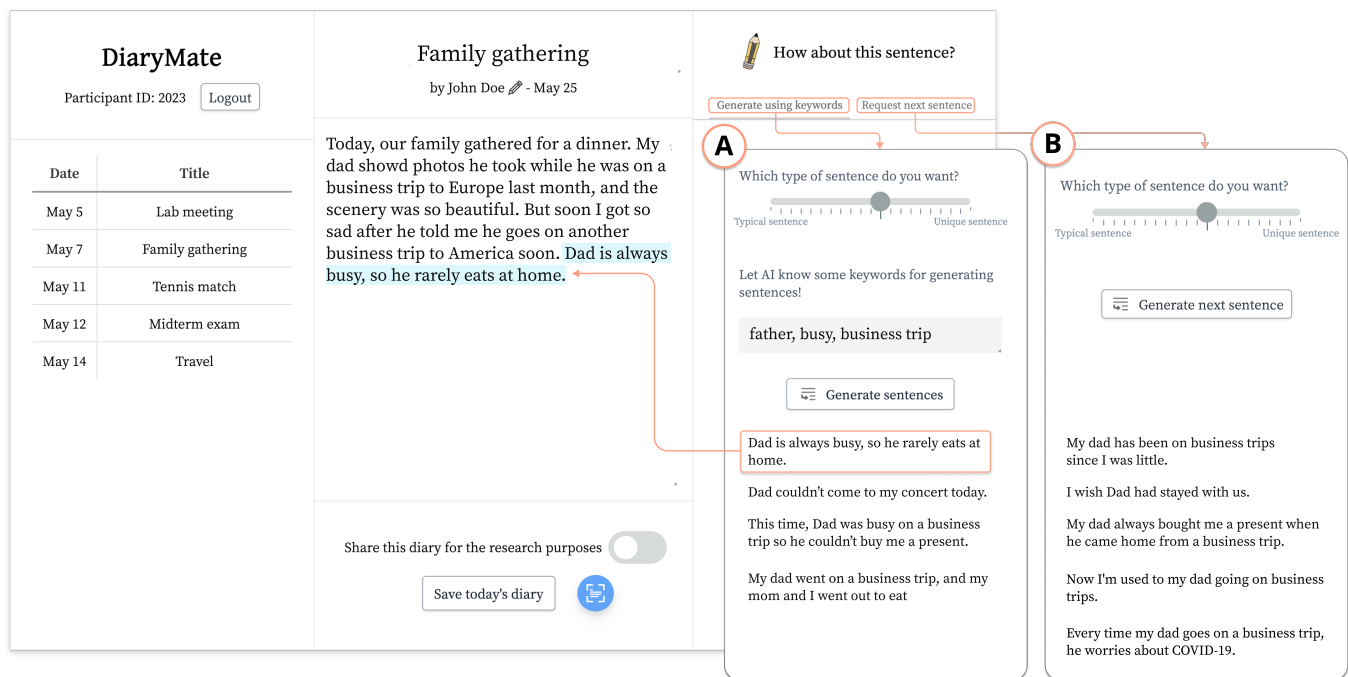 DiaryMate
Participant ID: 2023 Logout
Date Title
May 5 Lab meeting
May 7 Family gathering
May 11 Tennis match
May 12 Midterm exam
May 14 Travel
Family gathering
by John Doe - May 25
Today, our family gathered for a dinner. My
dad showd photos he took while he was on a
business trip to Europe last month, and the
scenery was so beautiful. But soon I got so
sad after he told me he goes on another
business trip to America soon. Dad is always
busy, so he rarely eats at home.
Share this diary for the research purposes
Save today's diary
How about this sentence?
Generate using keywords Request next sentence
A
Which type of sentence do you want?
Typical sentence Unique sentence
Let AI know some keywords for generating
sentences!
father, busy, business trip
Generate sentences
Dad is always busy, so he rarely eats at
home.
Dad couldn’t come to my concert today.
This time, Dad was busy on a business
trip so he couldn’t buy me a present.
My dad went on a business trip, and my
mom and I went out to eat
B
Which type of sentence do you want?
Typical sentence Unique sentence
Generate next sentence
My dad has been on business trips
since I was little.
I wish Dad had stayed with us.
My dad always bought me a present when
he came home from a business trip.
Now I'm used to my dad going on business
trips.
Every time my dad goes on a business trip,
he worries about COVID-19.